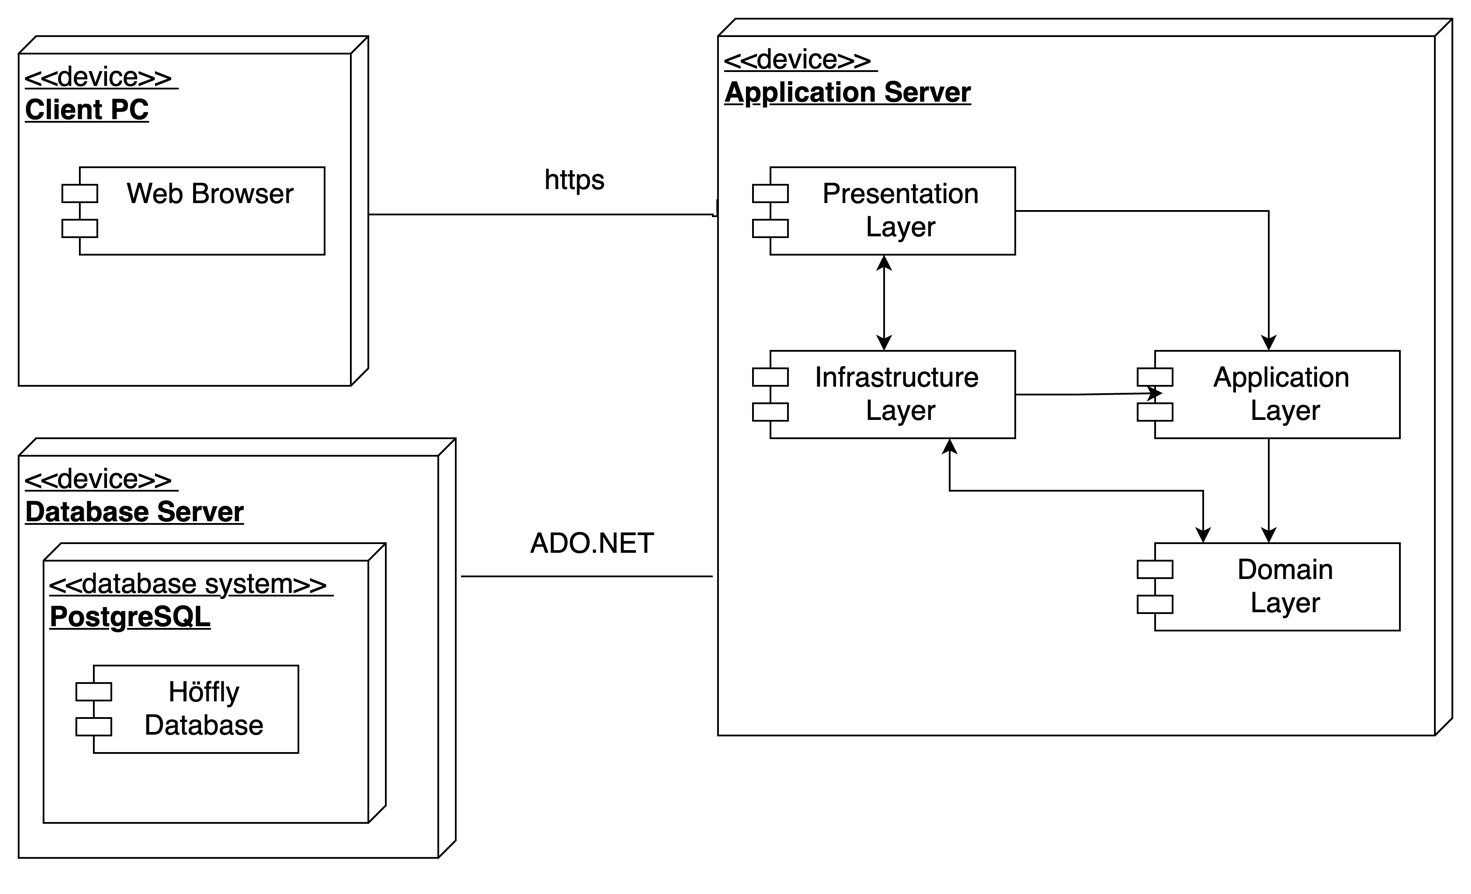 <<device>>
Client PC
Web Browser
https
<<device>>
Application Server
Presentation
Layer
Infrastructure
Layer
Application
Layer
Domain
Layer
<<device>>
Database Server
<<database system>>
PostgreSQL
Höffly
Database
ADO.NET